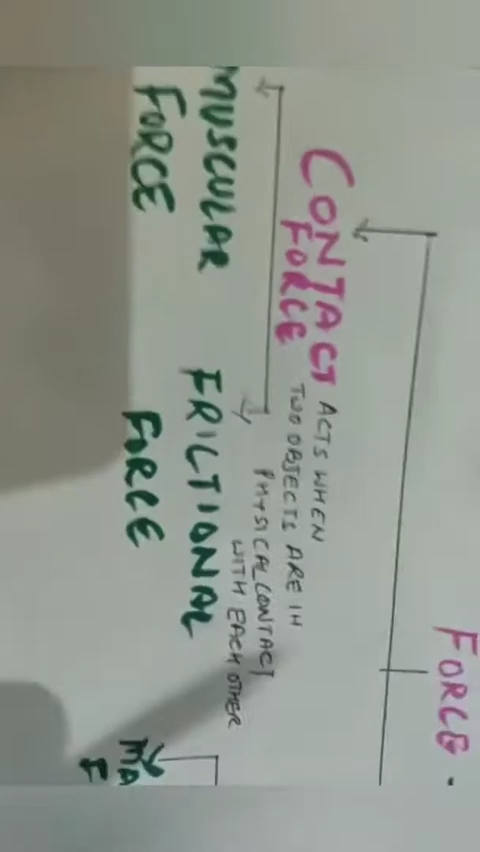 FORCE.
CONTACT
FORCE
ACTS WHEN
TWO OBJECTS ARE IN
PHYSICAL CONTACT
WITH EACH OTHER
MUSCULAR
FORCE
FRICTIONAL
FORCE